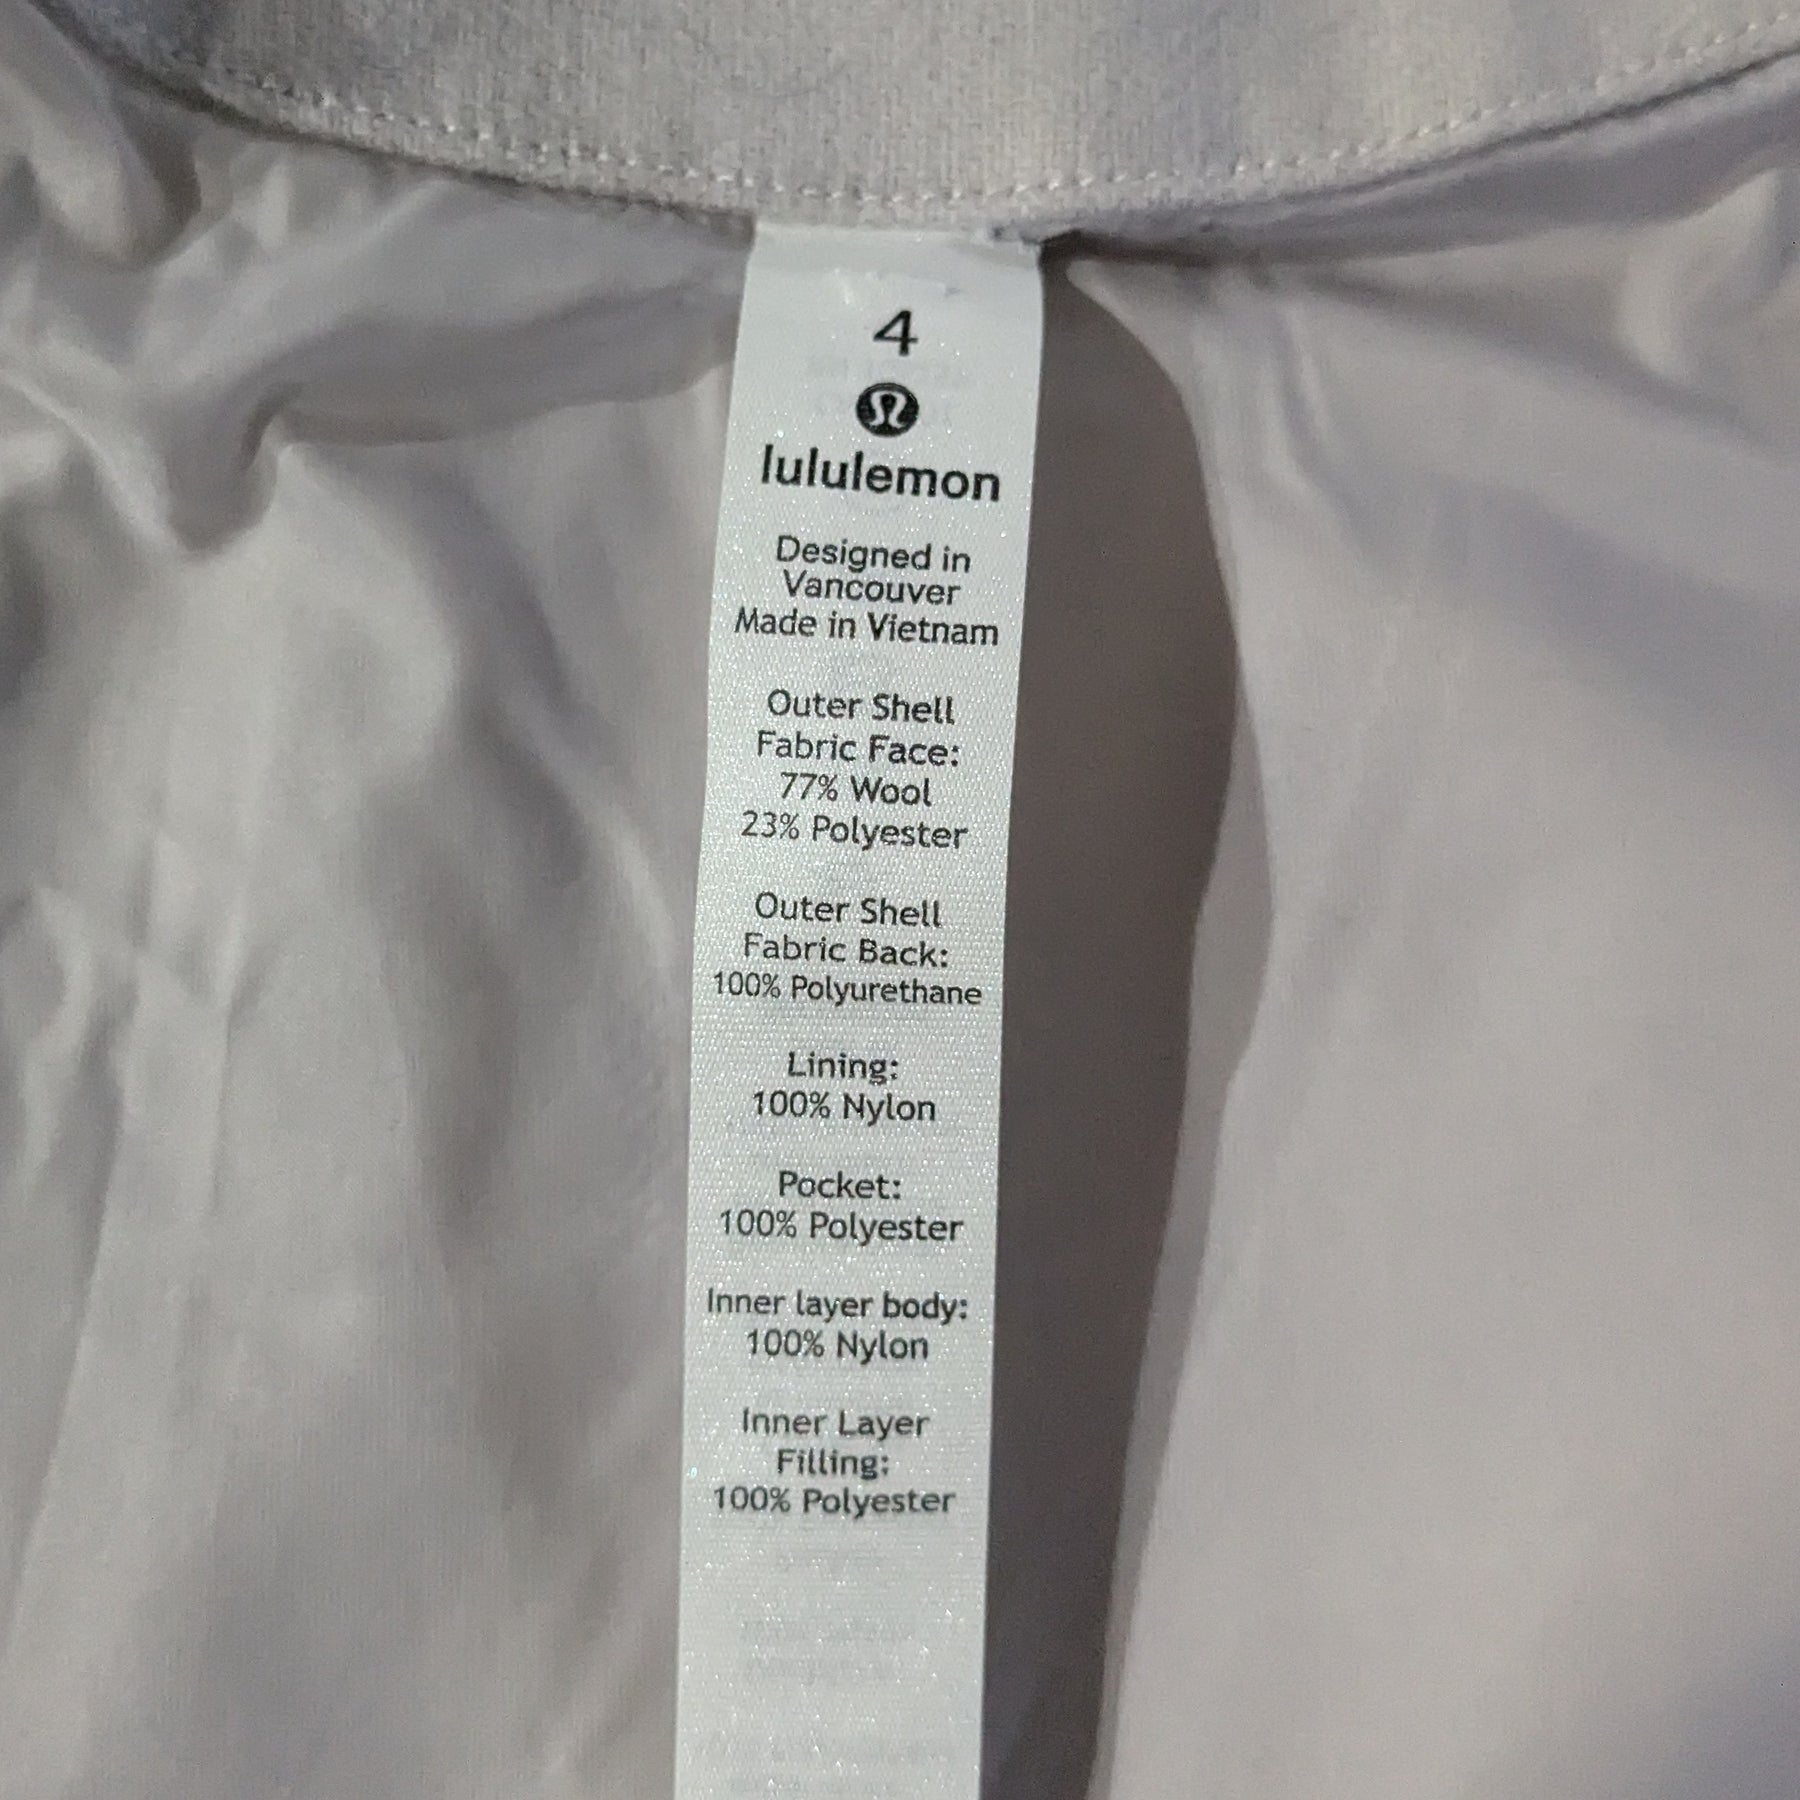 4
lululemon
Designed in
Vancouver
Made in Vietnam
Outer Shell
Fabric Face:
77% Wool
23% Polyester
Outer Shell
Fabric Back:
100% Polyurethane
Lining:
100% Nylon
Pocket:
100% Polyester
Inner layer body:
100% Nylon
Inner Layer
Filling:
100% Polyester